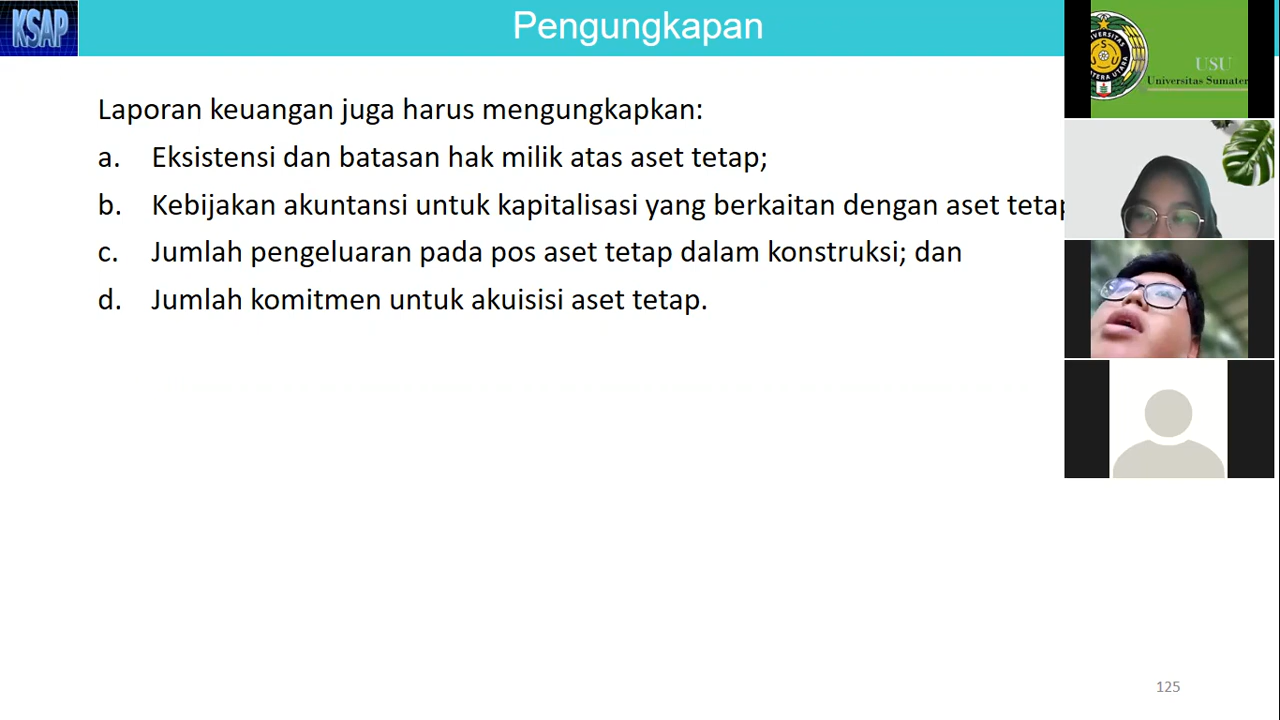 KSAP
Pengungkapan
Laporan keuangan juga harus mengungkapkan:
a. Eksistensi dan batasan hak milik atas aset tetap;
b. Kebijakan akuntansi untuk kapitalisasi yang berkaitan dengan aset tetap
c. Jumlah pengeluaran pada pos aset tetap dalam konstruksi; dan
d. Jumlah komitmen untuk akuisisi aset tetap.
125
USU
Universitas Sumater